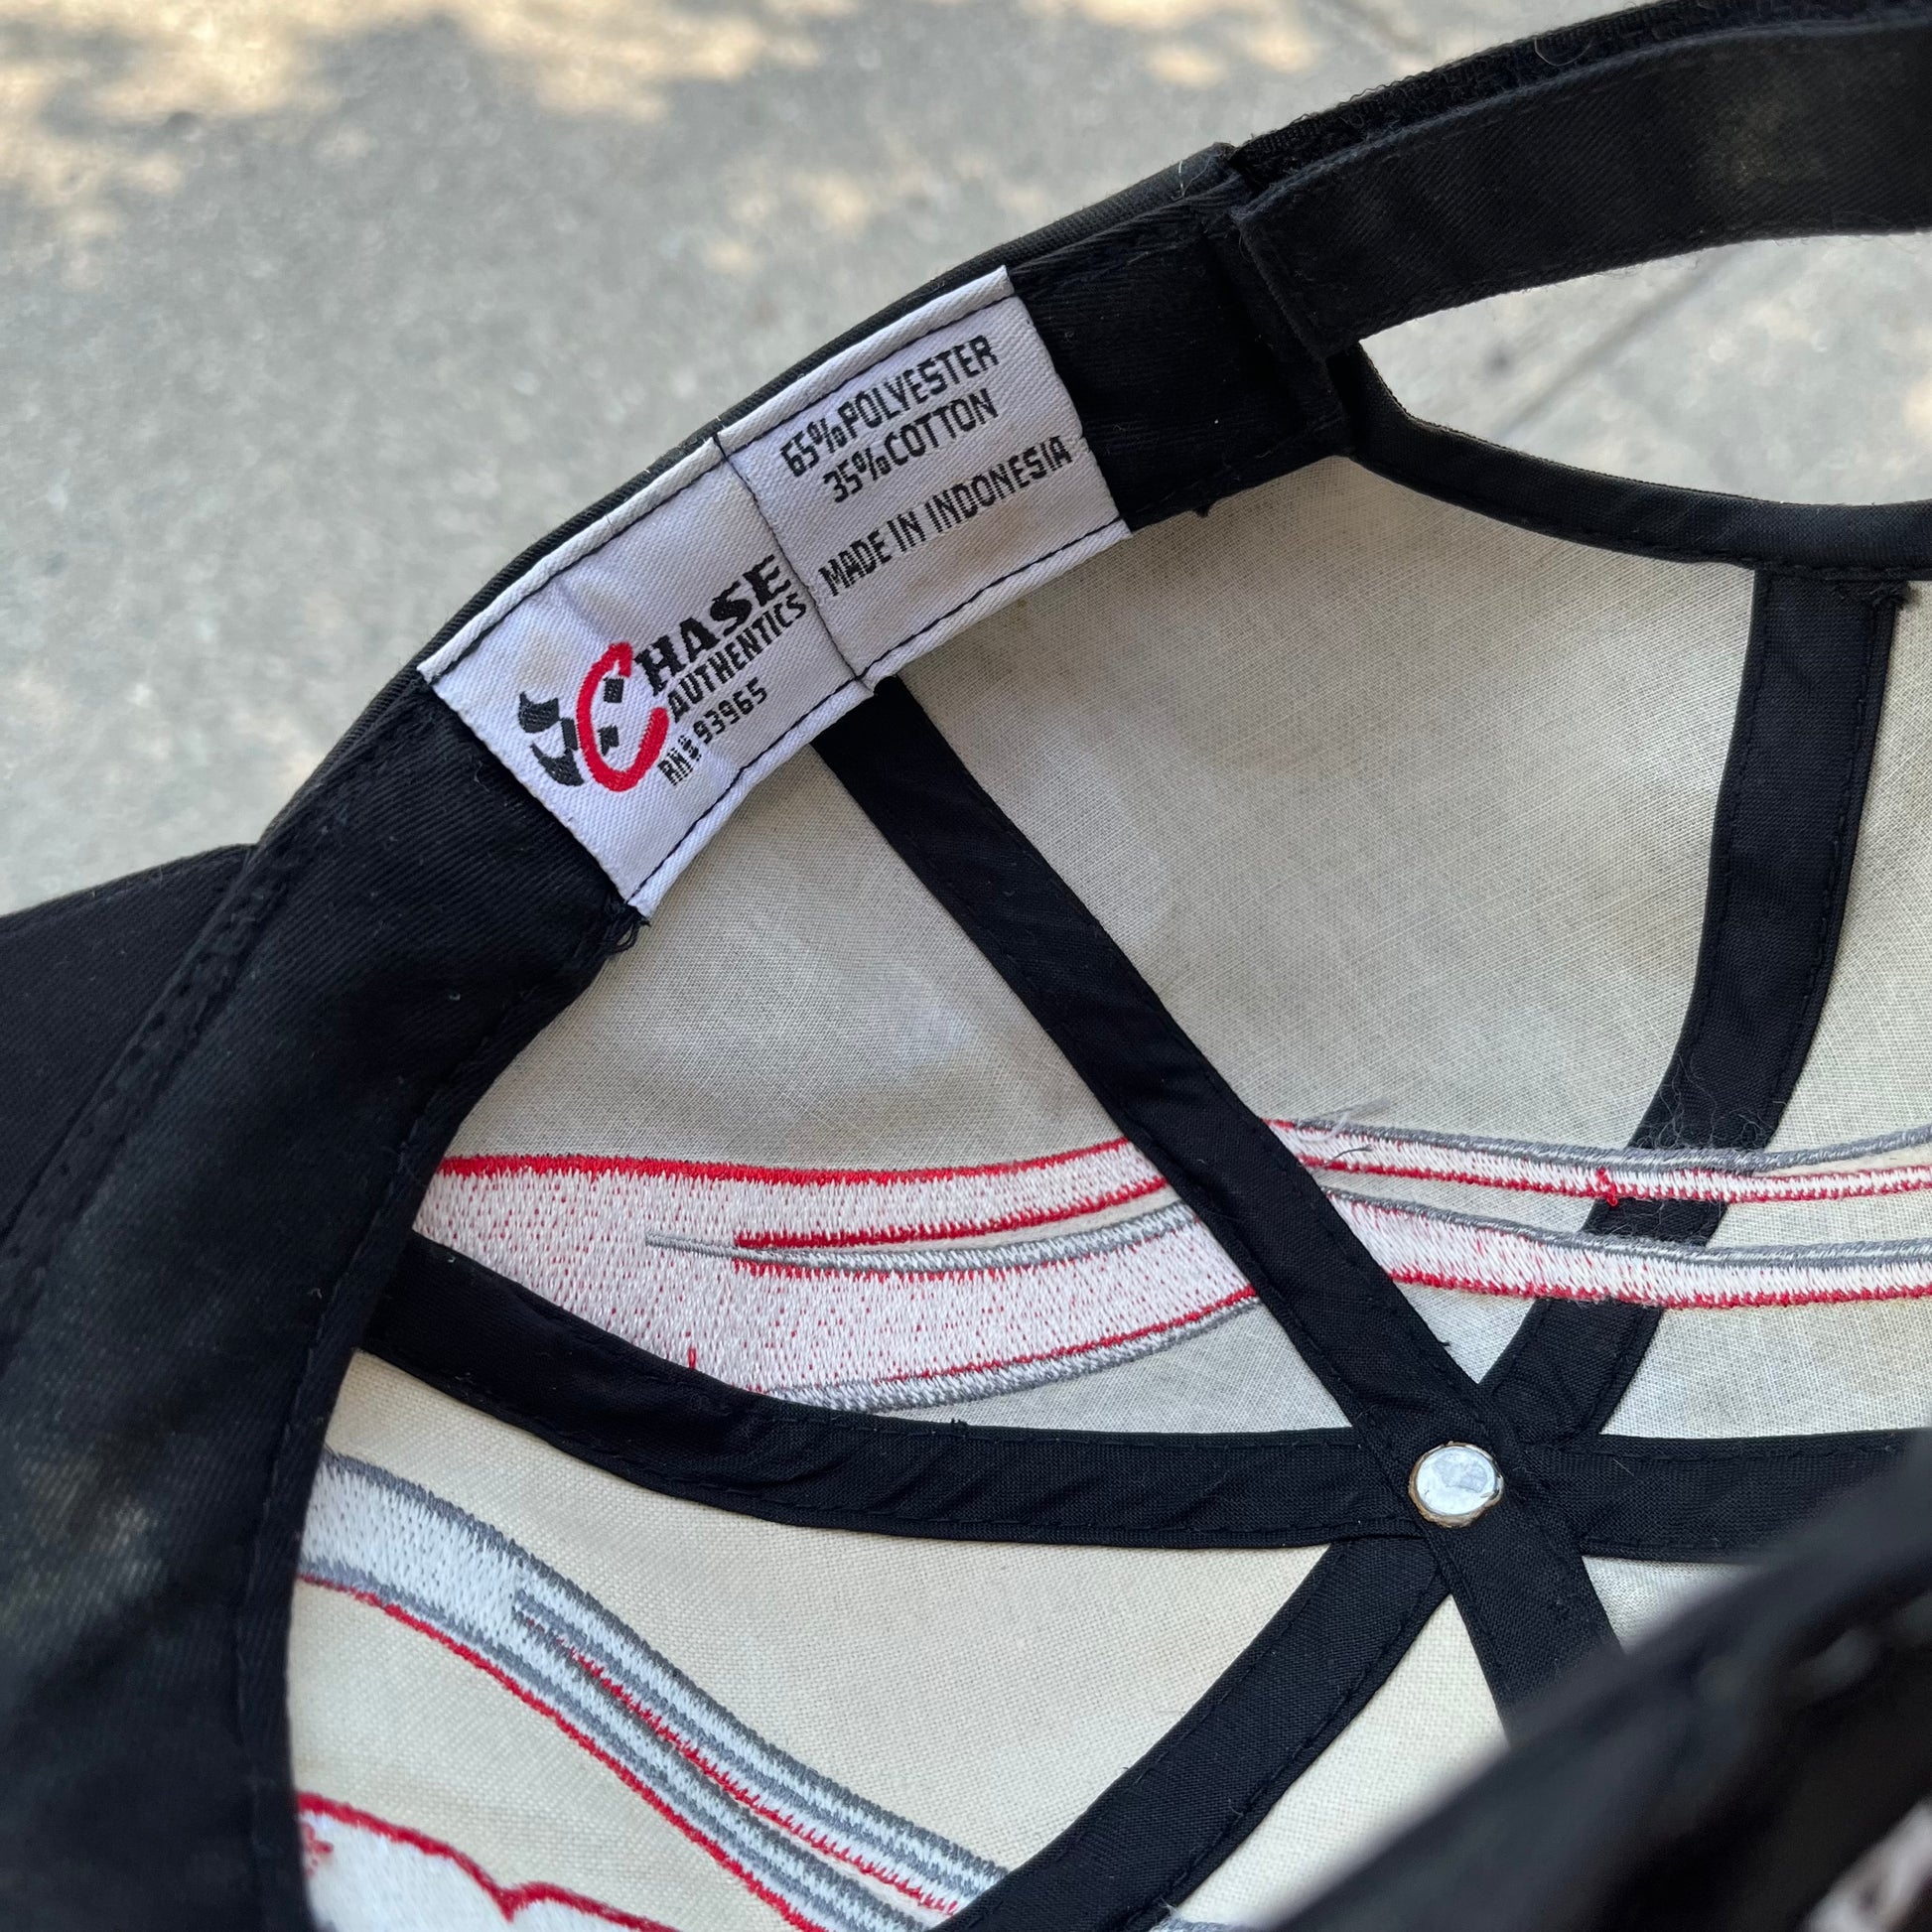 CHASE
AUTHENTICS
RN#93965
65%POLYESTER
35%COTTON
MADE IN INDONESIA